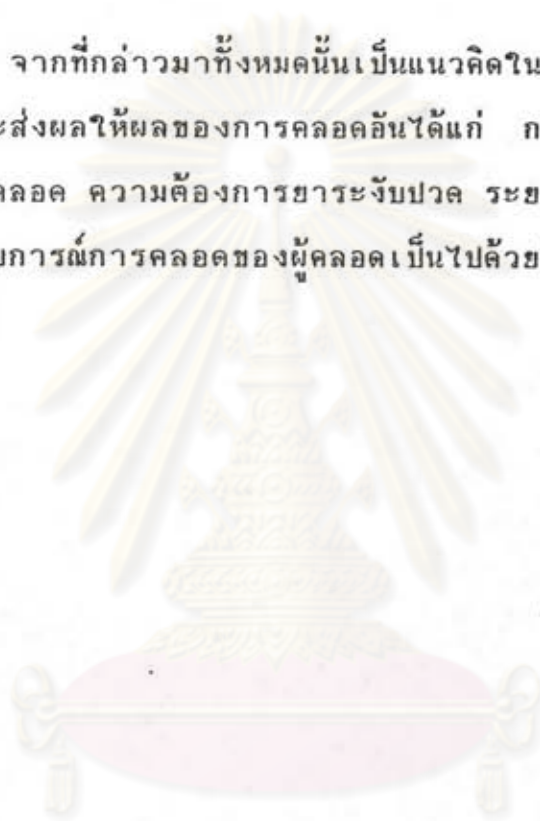 จากที่กล่าวมาทั้งหมดนั้นเป็นแนวคิดใน
ะส่งผลให้ผลของการคลอดอันได้แก่ ก
คลอด ความต้องการยาระงับปวด ระย
บการณ์การคลอดของผู้คลอดเป็นไปด้วย